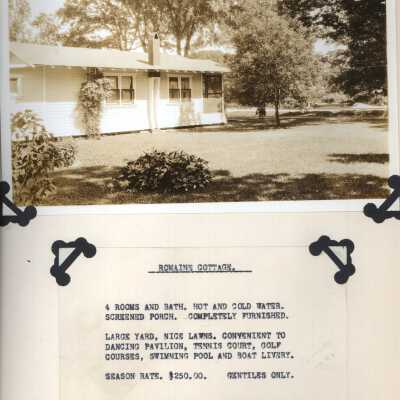 ROMAINE COTTAGE.
4 ROOMS AND BATH. HOT AND COLD WATER.
SCREENED PORCH. COMPLETELY FURNISHED.
LARGE YARD, NICE LAWNS. CONVENIENT TO
DANCING PAVILION, TENNIS COURT, GOLF
COURSES, SWIMMING POOL AND BOAT LIVERY.
SEASON RATE. $250.00. GENTILES ONLY.